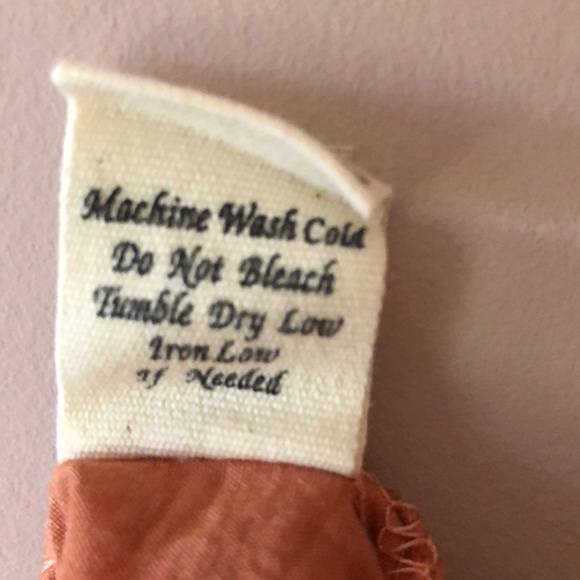 Machine Wash Cold
Do Not Bleach
Tumble Dry Low
Iron Low
If Needed